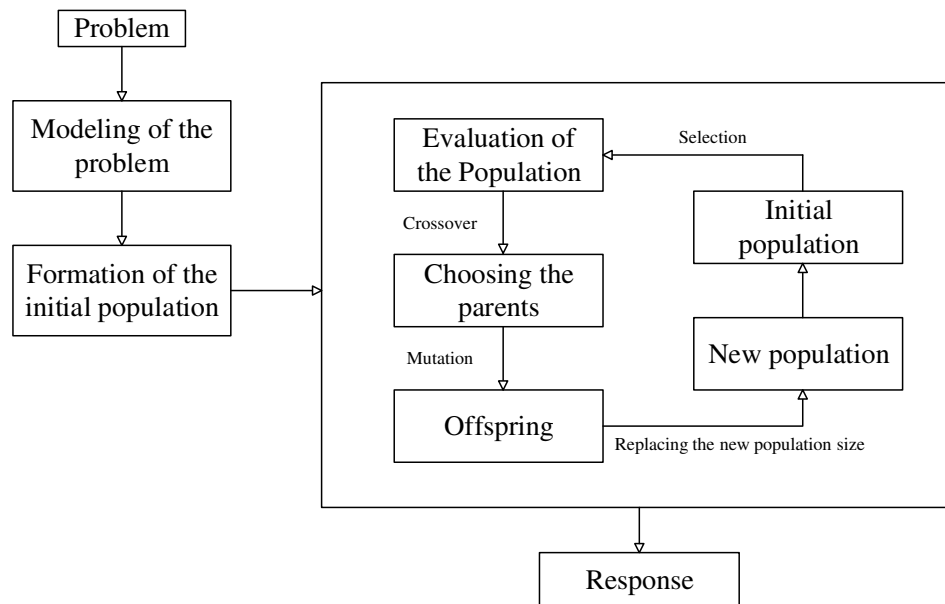 Problem
Modeling of the
problem
Formation of the
initial population
Evaluation of
the Population
Selection
Crossover
Initial
population
Choosing the
parents
Mutation
New population
Offspring
Replacing the new population size
Response